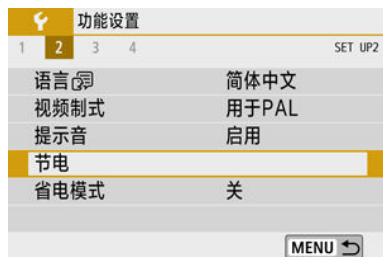 功能设置
1 2 3 4 SET UP2
语言 简体中文
视频制式 用于PAL
提示音 启用
节电
省电模式 关
MENU